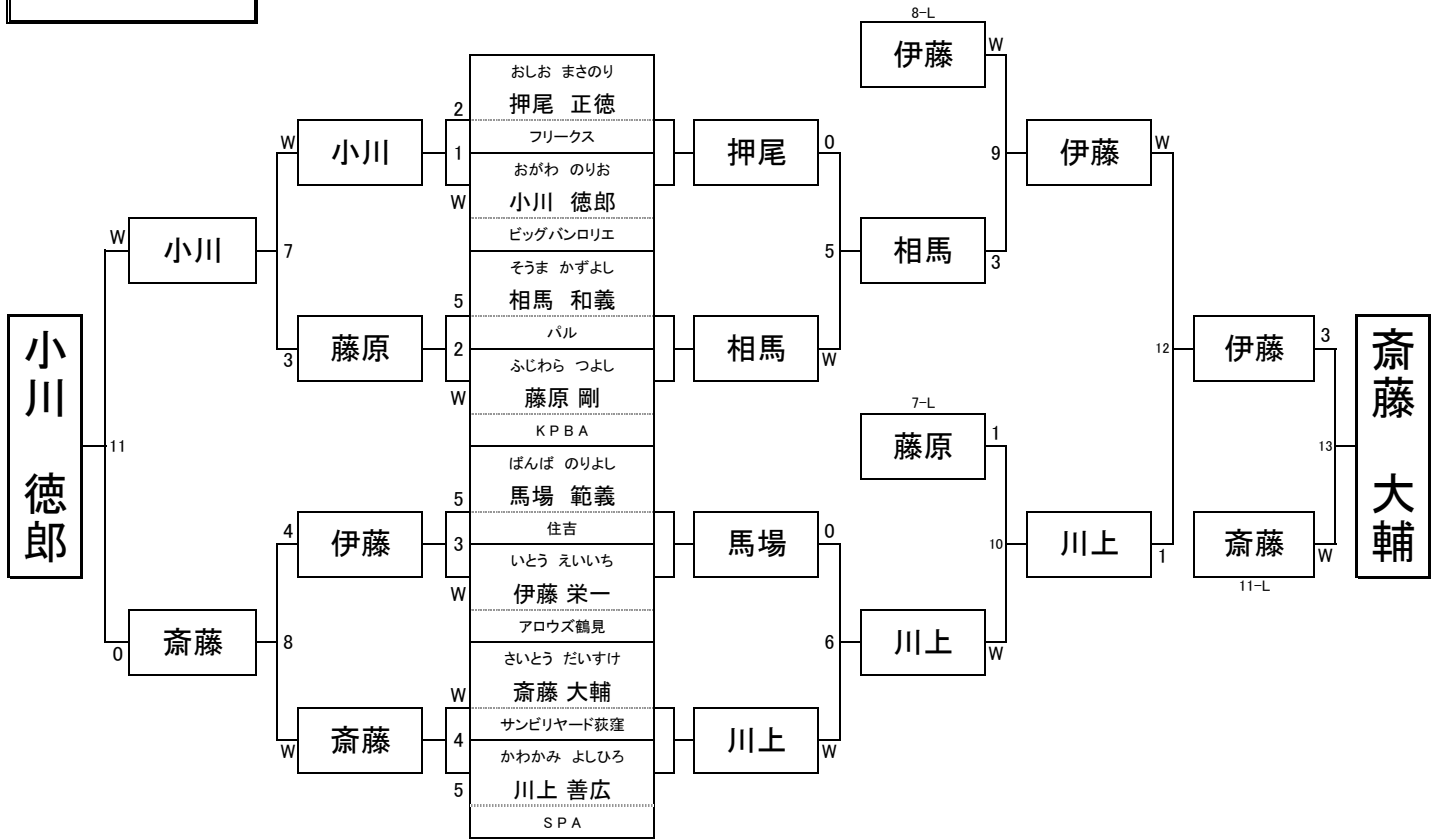 8-L
伊藤
W
おしお まさのり
押尾 正徳
2
フリークス
W
小川
1
押尾
0
9
伊藤
W
おがわ のりお
小川 徳郎
W
ビッグバンロリエ
W
小川
7
5
相馬
3
そうま かずよし
相馬 和義
5
パル
3
藤原
2
相馬
W
12
伊藤
3
ふじわら つよし
藤原 剛
W
KPBA
7-L
藤原
1
小川 徳郎
11
13
斎藤 大輔
ばんば のりよし
馬場 範義
5
住吉
4
伊藤
3
馬場
0
10
川上
1
斎藤
W
11-L
いとう えいいち
伊藤 栄一
W
アロウズ鶴見
0
斎藤
8
6
川上
W
さいとう だいすけ
斎藤 大輔
W
サンビリヤード荻窪
W
斎藤
4
川上
W
かわかみ よしひろ
川上 善広
5
SPA